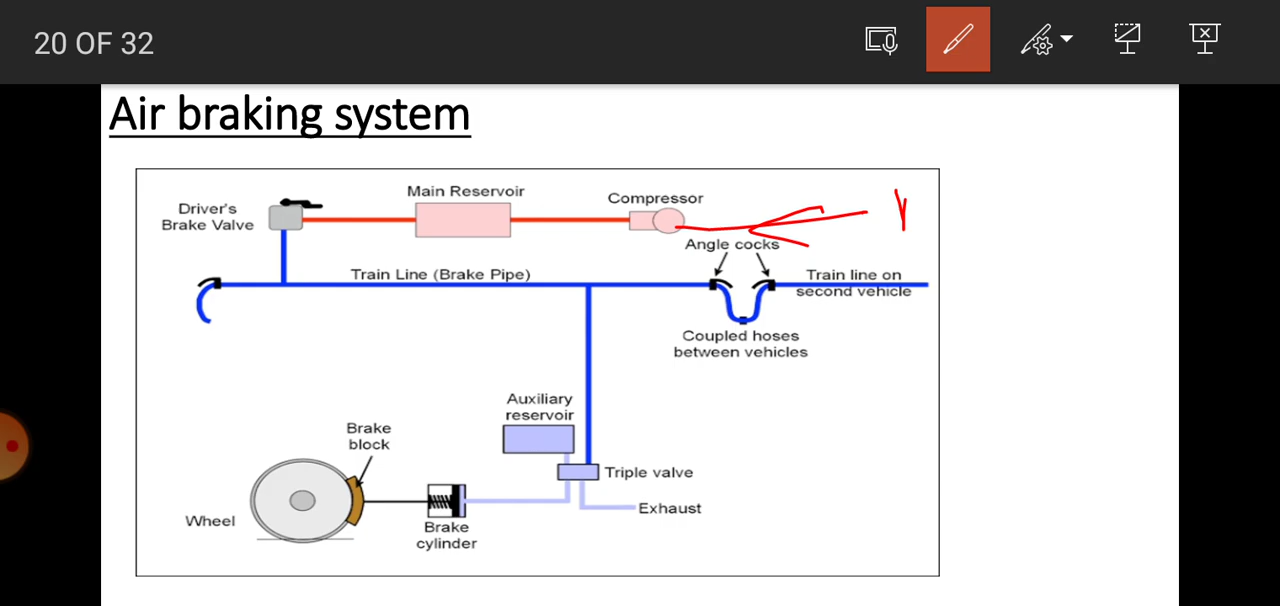 20 OF 32
Air braking system
Main Reservoir
Compressor
Driver's
Brake Valve
Angle cocks
Train Line (Brake Pipe)
Train line on
second vehicle
Coupled hoses
between vehicles
Auxiliary
reservoir
Brake
block
Triple valve
Exhaust
Wheel
Brake
cylinder